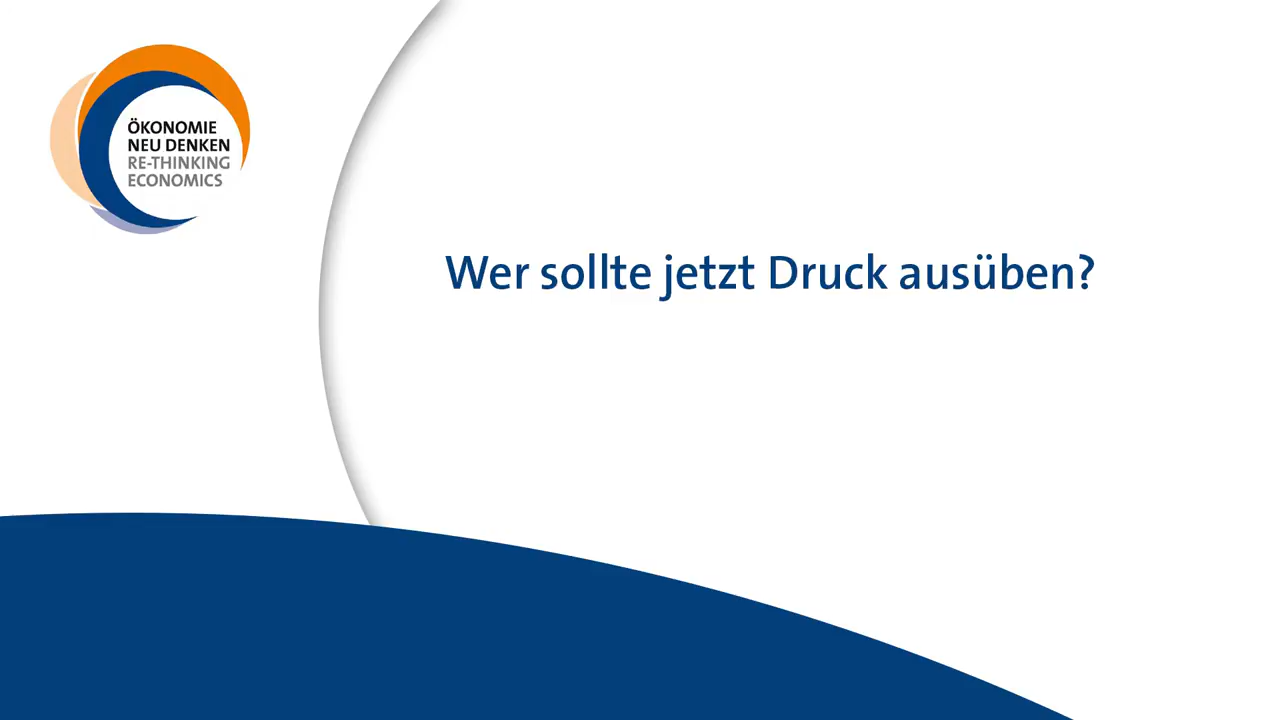 ÖKONOMIE
NEU DENKEN
RE-THINKING
ECONOMICS
Wer sollte jetzt Druck ausüben?